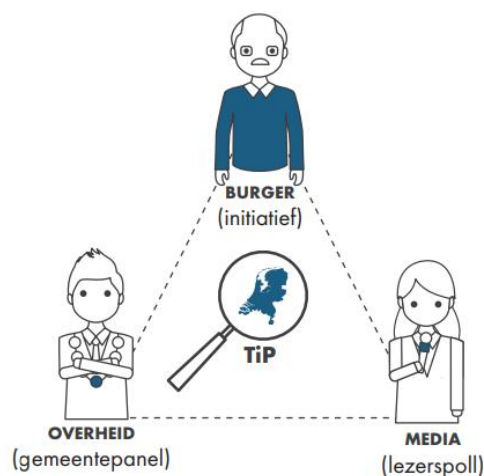 BURGER
(initiatief)
TiP
OVERHEID
(gemeentepanel)
MEDIA
(lezerspoll)